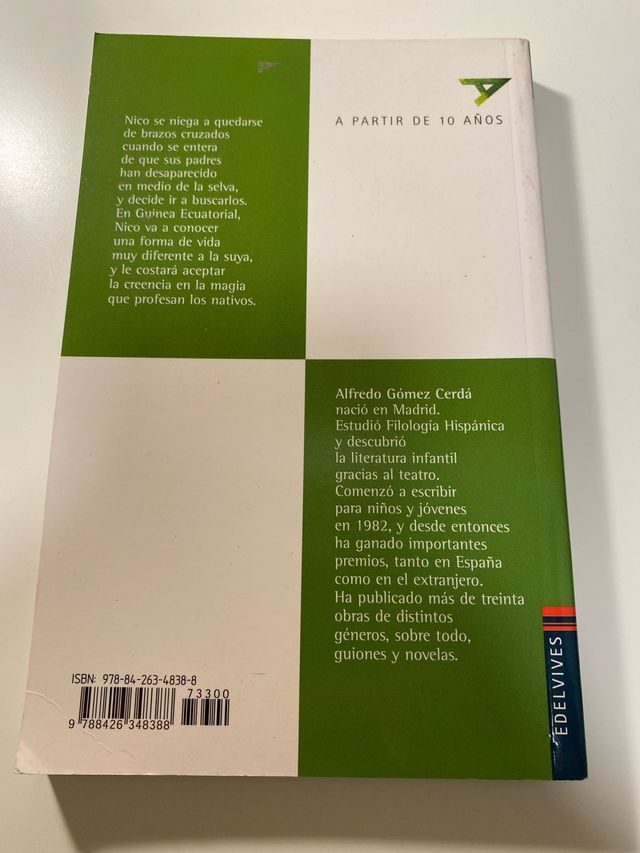 Nico se niega a quedarse
de brazos cruzados
cuando se entera
de que sus padres
han desaparecido
en medio de la selva,
y decide ir a buscarlos.
En Guinea Ecuatorial,
Nico va a conocer
una forma de vida
muy diferente a la suya,
y le costará aceptar
la creencia en la magia
que profesan los nativos.
A PARTIR DE 10 AÑOS
Alfredo Gómez Cerdá
nació en Madrid.
Estudió Filología Hispánica
y descubrió
la literatura infantil
gracias al teatro.
Comenzó a escribir
para niños y jóvenes
en 1982, y desde entonces
ha ganado importantes
premios, tanto en España
como en el extranjero.
Ha publicado más de treinta
obras de distintos
géneros, sobre todo,
guiones y novelas.
ISBN: 978-84-263-4838-8
73300
9 788426 348388
EDELVIVES